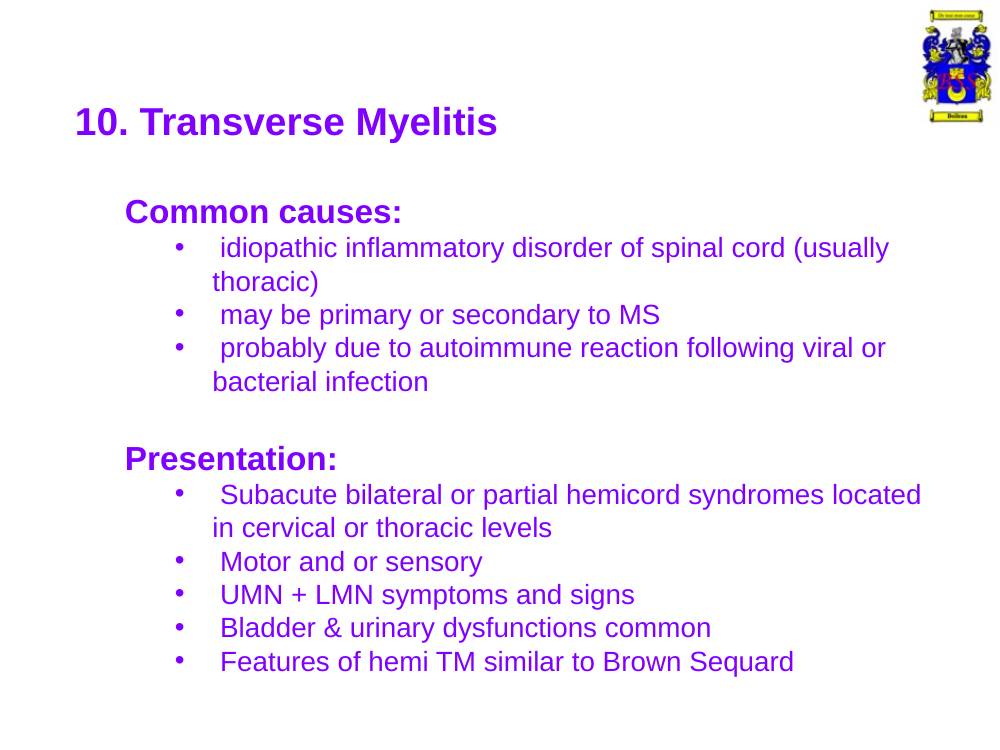 10. Transverse Myelitis
Common causes:
• idiopathic inflammatory disorder of spinal cord (usually
thoracic)
• may be primary or secondary to MS
• probably due to autoimmune reaction following viral or
bacterial infection
Presentation:
• Subacute bilateral or partial hemicord syndromes located
in cervical or thoracic levels
• Motor and or sensory
• UMN + LMN symptoms and signs
• Bladder & urinary dysfunctions common
• Features of hemi TM similar to Brown Sequard